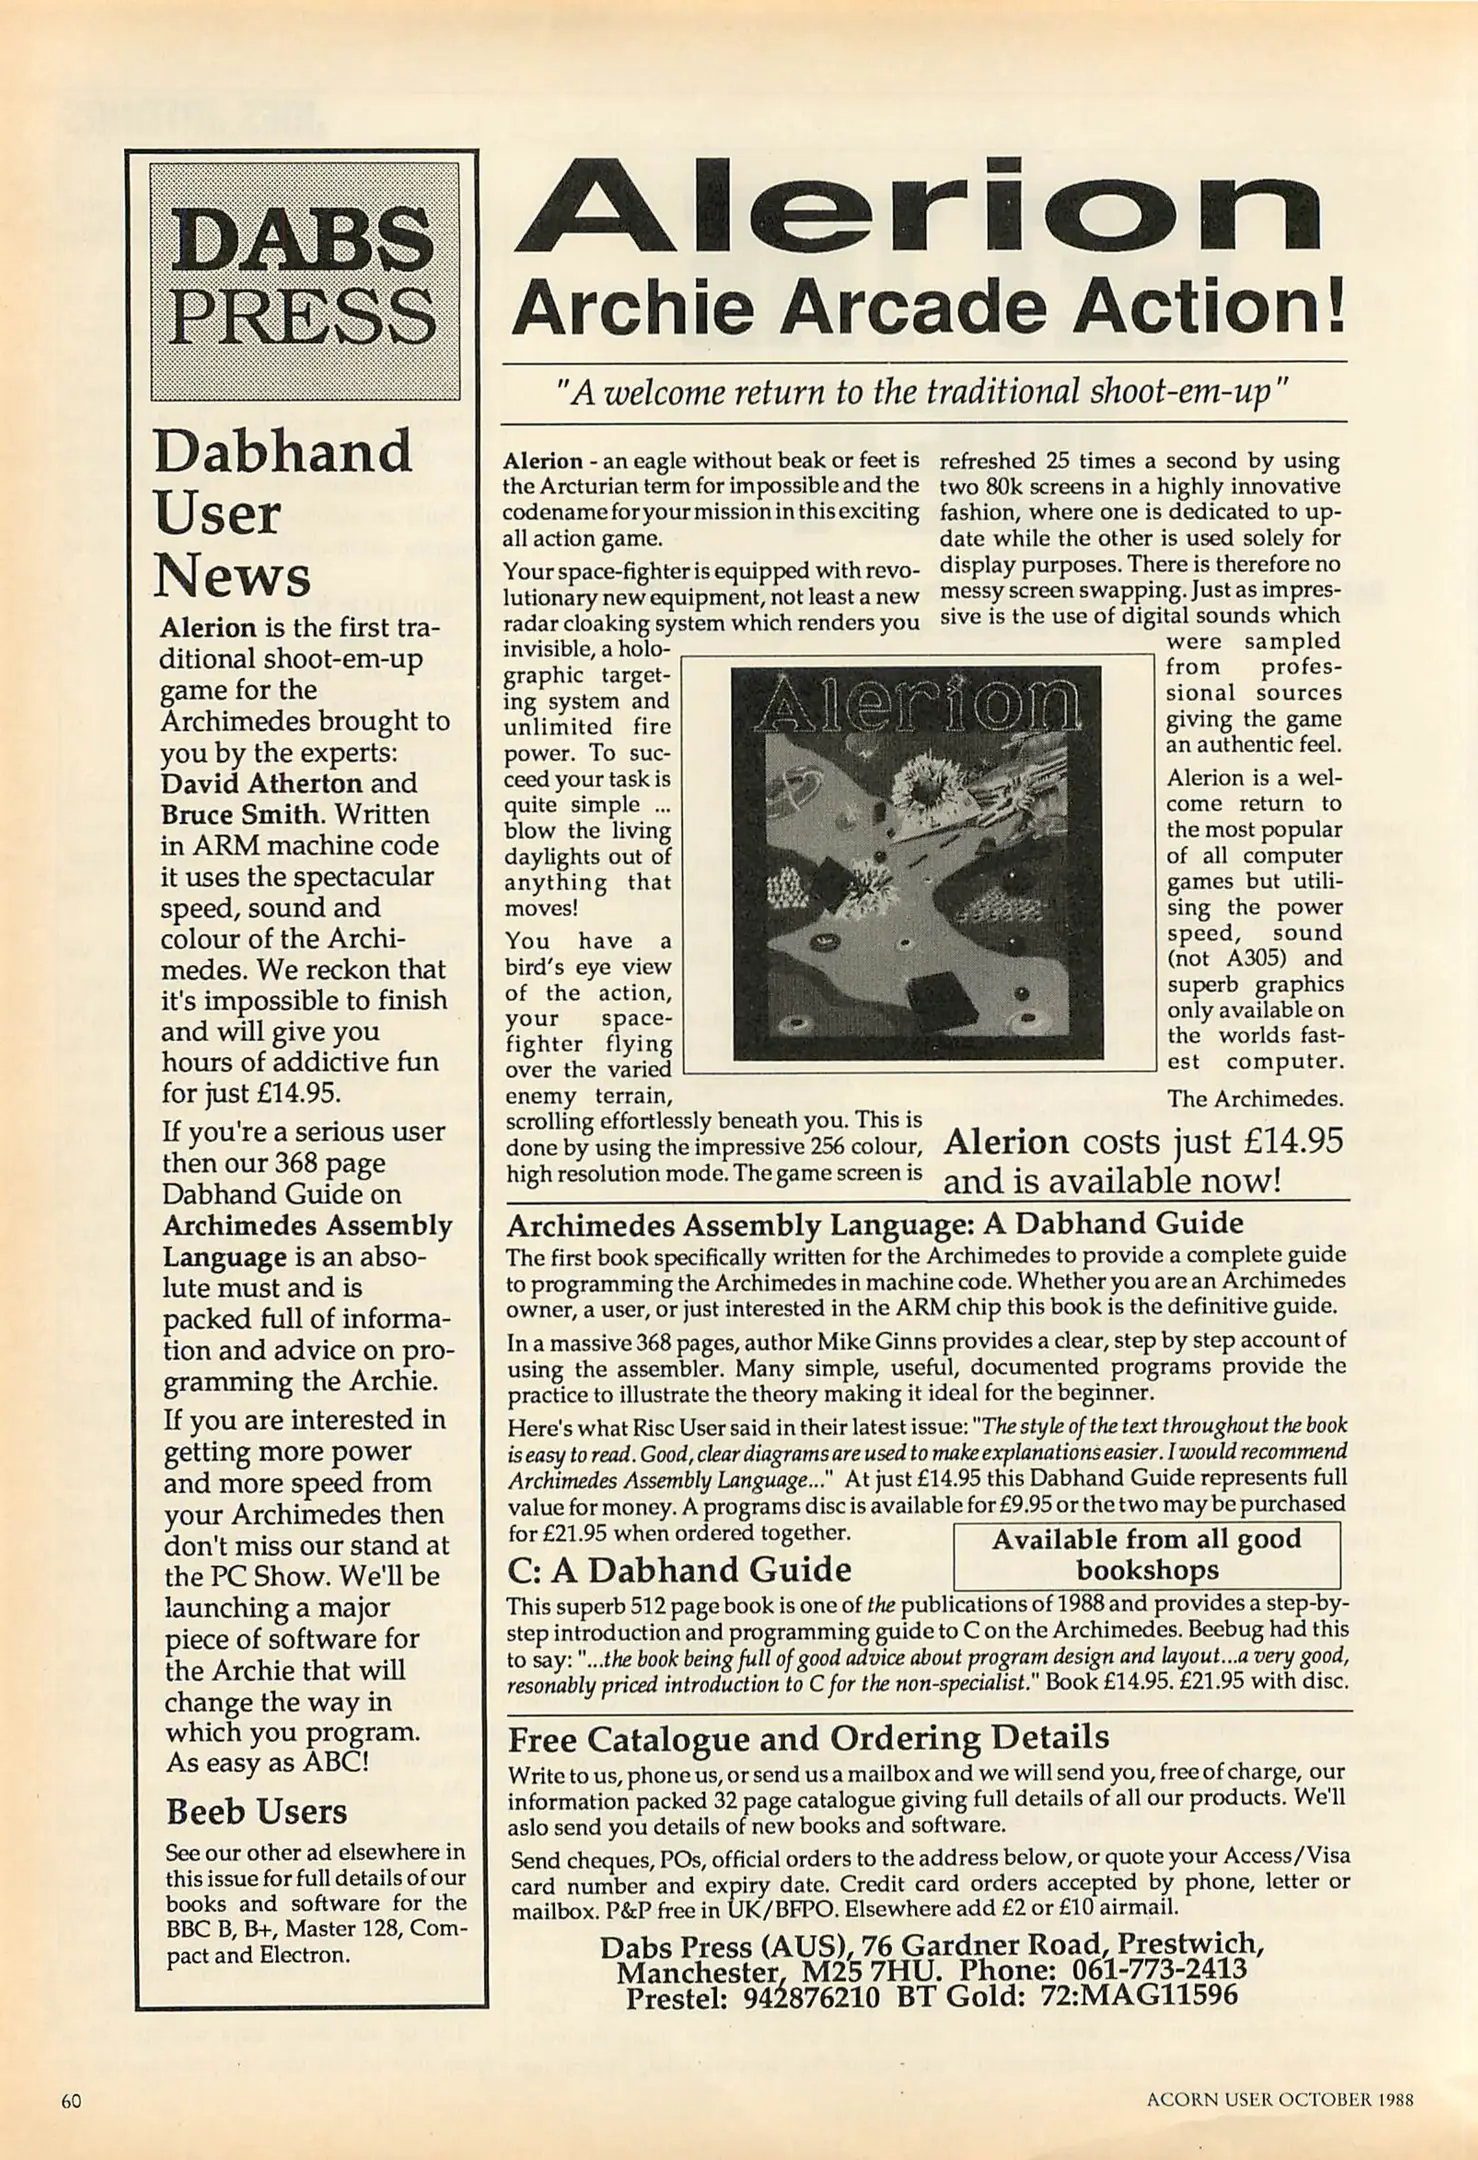 DABS
PRESS
Dabhand
User
News
Alerion is the first tra-
ditional shoot-em-up
game for the
Archimedes brought to
you by the experts:
David Atherton and
Bruce Smith. Written
in ARM machine code
it uses the spectacular
speed, sound and
colour of the Archi-
medes. We reckon that
it's impossible to finish
and will give you
hours of addictive fun
for just £14.95.
If you're a serious user
then our 368 page
Dabhand Guide on
Archimedes Assembly
Language is an abso-
lute must and is
packed full of informa-
tion and advice on pro-
gramming the Archie.
If you are interested in
getting more power
and more speed from
your Archimedes then
don't miss our stand at
the PC Show. We'll be
launching a major
piece of software for
the Archie that will
change the way in
which you program.
As easy as ABC!
Beeb Users
See our other ad elsewhere in
this issue for full details of our
books and software for the
BBC B, B+, Master 128, Com-
pact and Electron.
Alerion
Archie Arcade Action!
"A welcome return to the traditional shoot-em-up"
Alerion - an eagle without beak or feet is
the Arcturian term for impossible and the
codename for your mission in this exciting
all action game.
Your space-fighter is equipped with revo-
lutionary new equipment, not least a new
radar cloaking system which renders you
invisible, a holo-
graphic target-
ing system and
unlimited fire
power. To suc-
ceed your task is
quite simple ...
blow the living
daylights out of
anything that
moves!
You have a
bird's eye view
of the action,
your space-
fighter flying
over the varied
enemy terrain,
scrolling effortlessly beneath you. This is
done by using the impressive 256 colour,
high resolution mode. The game screen is
refreshed 25 times a second by using
two 80k screens in a highly innovative
fashion, where one is dedicated to up-
date while the other is used solely for
display purposes. There is therefore no
messy screen swapping. Just as impres-
sive is the use of digital sounds which
were sampled
from profes-
sional sources
giving the game
an authentic feel.
Alerion is a wel-
come return to
the most popular
of all computer
games but utili-
sing the power
speed, sound
(not A305) and
superb graphics
only available on
the worlds fast-
est computer.
The Archimedes.
Alerion
Alerion costs just £14.95
and is available now!
Archimedes Assembly Language: A Dabhand Guide
The first book specifically written for the Archimedes to provide a complete guide
to programming the Archimedes in machine code. Whether you are an Archimedes
owner, a user, or just interested in the ARM chip this book is the definitive guide.
In a massive 368 pages, author Mike Ginns provides a clear, step by step account of
using the assembler. Many simple, useful, documented programs provide the
practice to illustrate the theory making it ideal for the beginner.
Here's what Risc User said in their latest issue: "The style of the text throughout the book
is easy to read. Good, clear diagrams are used to make explanations easier. I would recommend
Archimedes Assembly Language..." At just £14.95 this Dabhand Guide represents full
value for money. A programs disc is available for £9.95 or the two may be purchased
for £21.95 when ordered together.
Available from all good
bookshops
C: A Dabhand Guide
This superb 512 page book is one of the publications of 1988 and provides a step-by-
step introduction and programming guide to C on the Archimedes. Beebug had this
to say: "...the book being full of good advice about program design and layout...a very good,
resonably priced introduction to C for the non-specialist." Book £14.95. £21.95 with disc.
Free Catalogue and Ordering Details
Write to us, phone us, or send us a mailbox and we will send you, free of charge, our
information packed 32 page catalogue giving full details of all our products. We'll
aslo send you details of new books and software.
Send cheques, POs, official orders to the address below, or quote your Access/Visa
card number and expiry date. Credit card orders accepted by phone, letter or
mailbox. P&P free in UK/BFPO. Elsewhere add £2 or £10 airmail.
Dabs Press (AUS), 76 Gardner Road, Prestwich,
Manchester, M25 7HU. Phone: 061-773-2413
Prestel: 942876210 BT Gold: 72:MAG11596
60
ACORN USER OCTOBER 1988